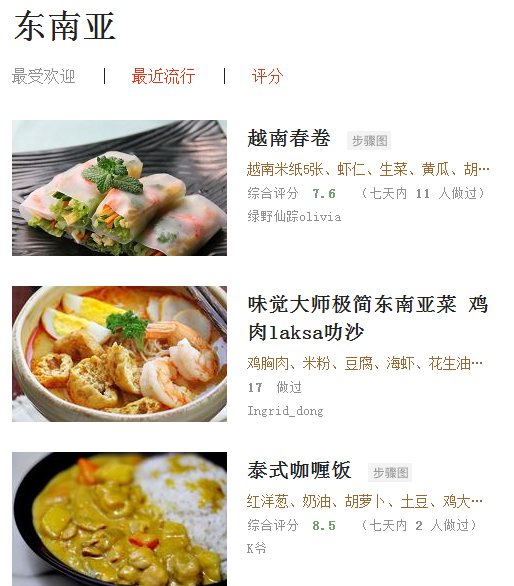 东南亚
最受欢迎 | 最近流行 | 评分
越南春卷 步骤图
越南米纸5张、虾仁、生菜、黄瓜、胡…
综合评分 7.6 （七天内 11 人做过）
绿野仙踪olivia
味觉大师极简东南亚菜 鸡
肉laksa叻沙
鸡胸肉、米粉、豆腐、海虾、花生油…
17 做过
Ingrid_dong
泰式咖喱饭 步骤图
红洋葱、奶油、胡萝卜、土豆、鸡大…
综合评分 8.5 （七天内 2 人做过）
K爷